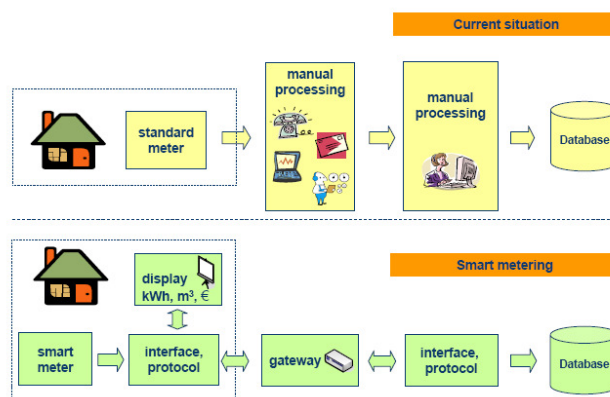 Current situation
manual
processing
manual
processing
standard
meter
Database
Smart metering
display
kWh, m³, €
smart
meter
interface,
protocol
gateway
interface,
protocol
Database